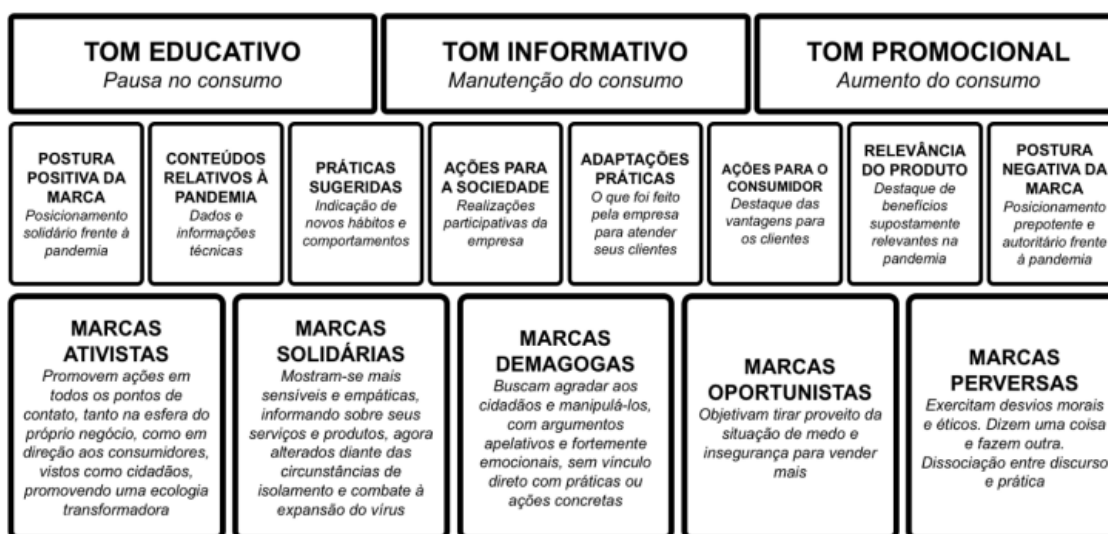 TOM EDUCATIVO
Pausa no consumo
TOM INFORMATIVO
Manutenção do consumo
TOM PROMOCIONAL
Aumento do consumo
POSTURA
POSITIVA DA
MARCA
Posicionamento
solidário frente á
pandemia
CONTEÚDOS
RELATIVOS À
PANDEMIA
Dados e
informações
técnicas
PRÁTICAS
SUGERIDAS
Indicação de
novos hábitos e
comportamentos
AÇÕES PARA
A SOCIEDADE
Realizações
participativas da
empresa
ADAPTAÇÕES
PRÁTICAS
O que foi feito
pela empresa
para atender
seus clientes
AÇÕES PARA O
CONSUMIDOR
Destaque das
vantagens para
os clientes
RELEVÂNCIA
DO PRODUTO
Destaque de
benefícios
supostamente
relevantes na
pandemia
POSTURA
NEGATIVA DA
MARCA
Posicionamento
prepotente e
autoritário frente
á pandemia
MARCAS
ATIVISTAS
Promovem ações em
todos os pontos de
contato, tanto na esfera do
próprio negócio, como em
direção aos consumidores,
vistos como cidadãos,
promovendo uma ecologia
transformadora
MARCAS
SOLIDÁRIAS
Mostram-se mais
sensíveis e empáticas,
informando sobre seus
serviços e produtos, agora
alterados diante das
circunstâncias de
isolamento e combate à
expansão do vírus
MARCAS
DEMAGOGAS
Buscam agradar aos
cidadãos e manipulá-los,
com argumentos
apelativos e fortemente
emocionais, sem vínculo
direto com práticas ou
ações concretas
MARCAS
OPORTUNISTAS
Objetivam tirar proveito da
situação de medo e
insegurança para vender
mais
MARCAS
PERVERSAS
Exercitam desvios morais
e éticos. Dizem uma coisa
e fazem outra.
Dissociação entre discurso
e prática